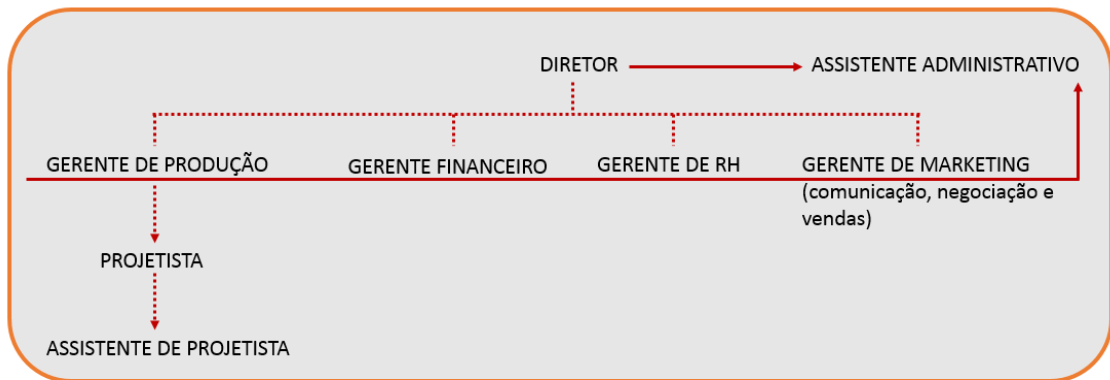 DIRETOR
ASSISTENTE ADMINISTRATIVO
GERENTE DE PRODUÇÃO
GERENTE FINANCEIRO
GERENTE DE RH
GERENTE DE MARKETING
(comunicação, negociação e
vendas)
PROJETISTA
ASSISTENTE DE PROJETISTA